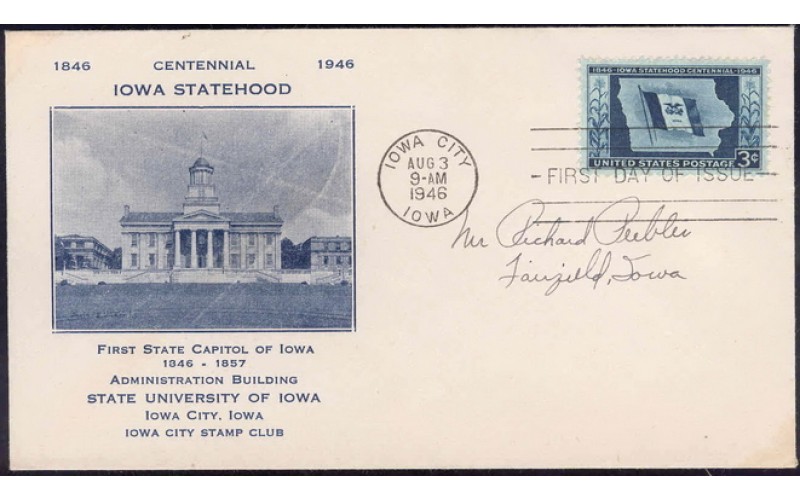 1846 CENTENNIAL 1946
IOWA STATEHOOD
FIRST STATE CAPITOL OF IOWA
1846 - 1857
ADMINISTRATION BUILDING
STATE UNIVERSITY OF IOWA
IOWA CITY, IOWA
IOWA CITY STAMP CLUB
IOWA CITY
AUG 3
9-AM
1946
IOWA
1846-IOWA STATEHOOD CENTENNIAL-1946
UNITED STATES POSTAGE 3¢
-FIRST DAY OF ISSUE-
Mr Richard Peebler
Fairfield, Iowa